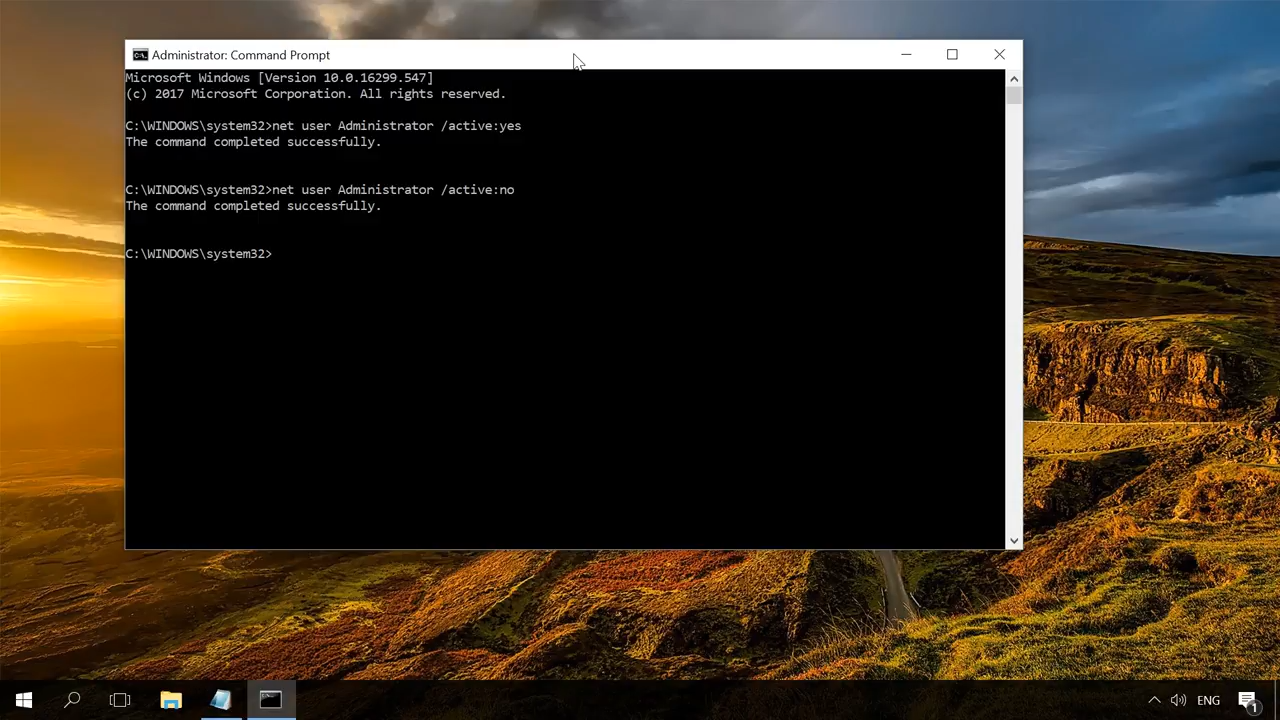 Administrator: Command Prompt
Microsoft Windows [Version 10.0.16299.547]
(c) 2017 Microsoft Corporation. All rights reserved.
C:\WINDOWS\system32>net user Administrator /active:yes
The command completed successfully.
C:\WINDOWS\system32>net user Administrator /active:no
The command completed successfully.
C:\WINDOWS\system32>
ENG
1